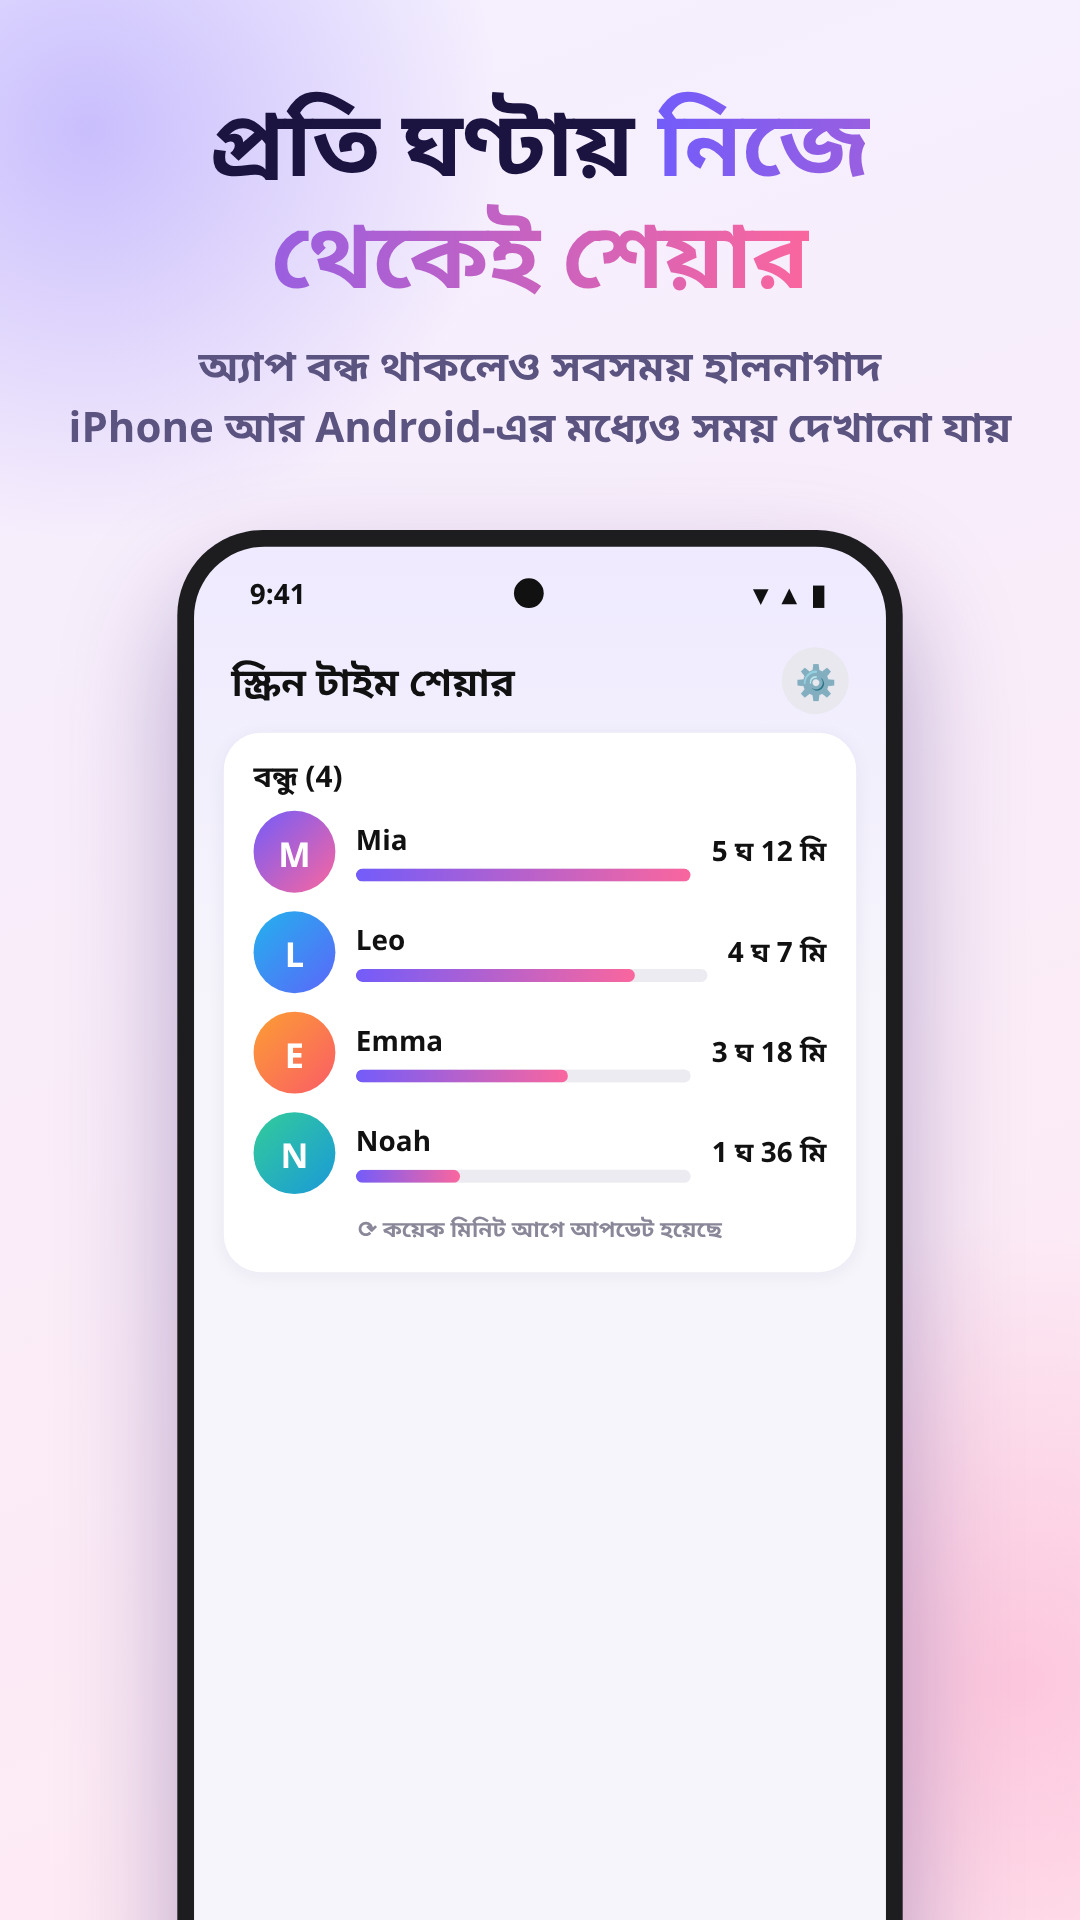 প্রতি ঘণ্টায় নিজে
থেকেই শেয়ার
অ্যাপ বন্ধ থাকলেও সবসময় হালনাগাদ
iPhone আর Android-এর মধ্যেও সময় দেখানো যায়
9:41
স্ক্রিন টাইম শেয়ার
বন্ধু (4)
M
Mia
5 ঘ 12 মি
L
Leo
4 ঘ 7 মি
E
Emma
3 ঘ 18 মি
N
Noah
1 ঘ 36 মি
⟳ কয়েক মিনিট আগে আপডেট হয়েছে